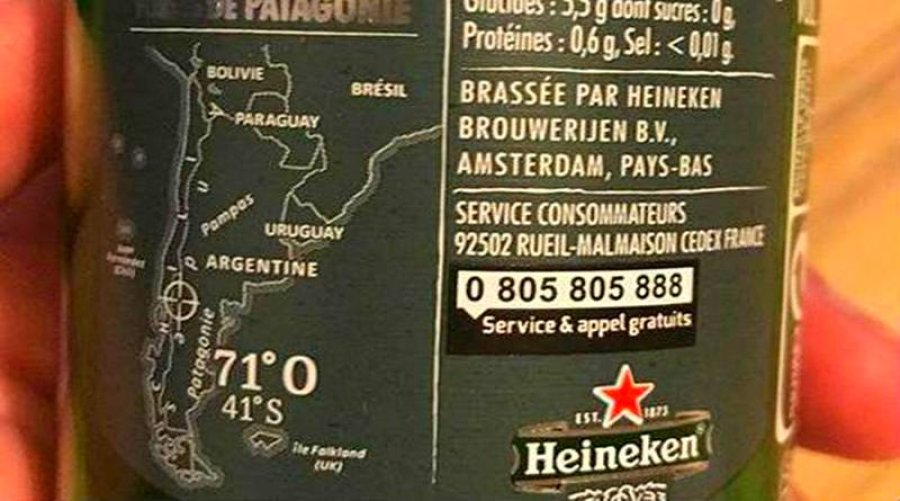 DE PATAGONIE
BOLIVIE
BRÉSIL
PARAGUAY
Pampas
URUGUAY
ARGENTINE
Patagonie
71° O
41° S
île Falkland
(UK)
Glucides : 3,5 g dont sucres : 0 g,
Protéines : 0,6 g, Sel : < 0,01 g.
BRASSÉE PAR HEINEKEN
BROUWERIJEN B.V.,
AMSTERDAM, PAYS-BAS
SERVICE CONSOMMATEURS
92502 RUEIL-MALMAISON CEDEX FRANCE
0 805 805 888
Service & appel gratuits
EST. 1873
Heineken